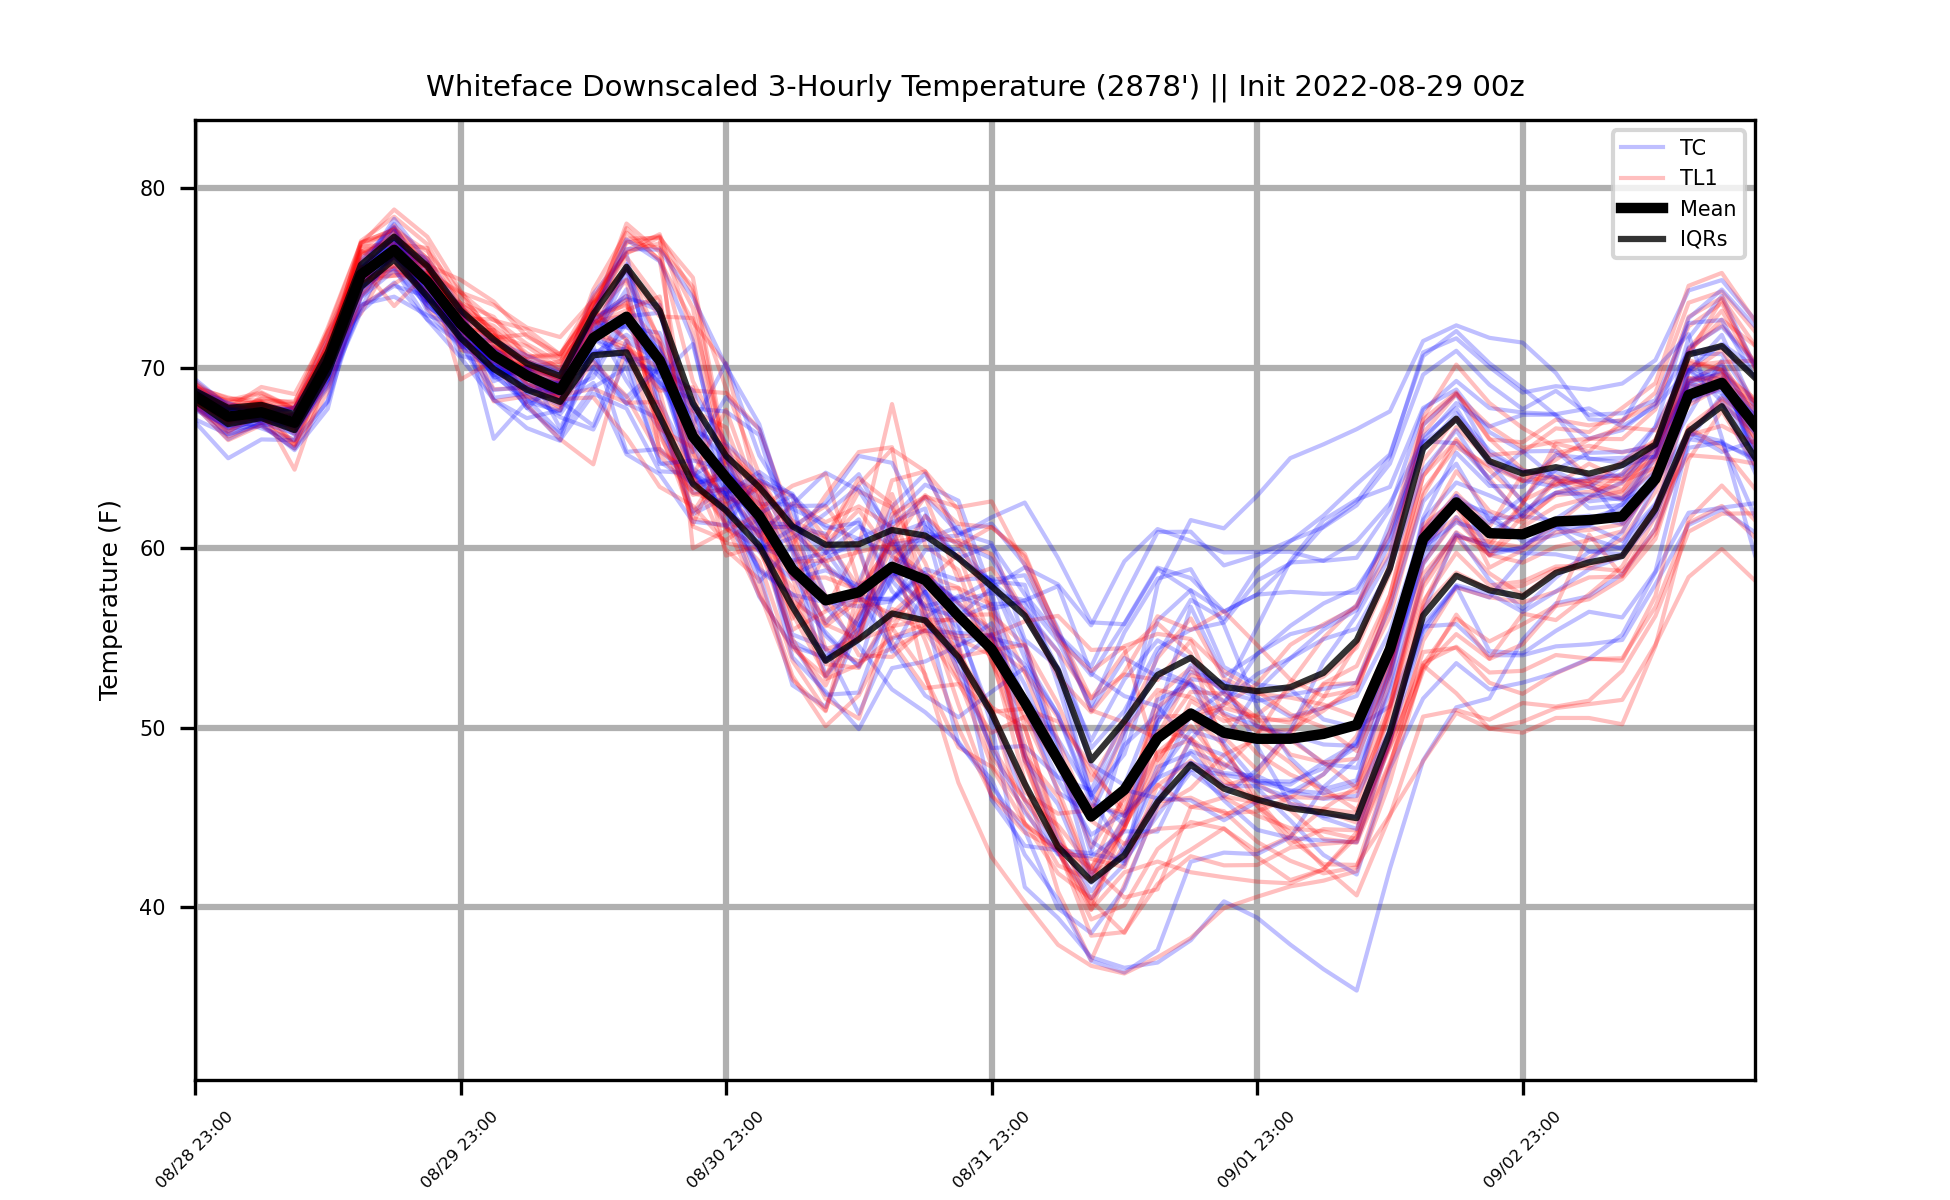 Whiteface Downscaled 3-Hourly Temperature (2878') || Init 2022-08-29 00z
TC
TL1
Mean
IQRs
Temperature (F)
80
70
60
50
40
08/28 23:00
08/29 23:00
08/30 23:00
08/31 23:00
09/01 23:00
09/02 23:00